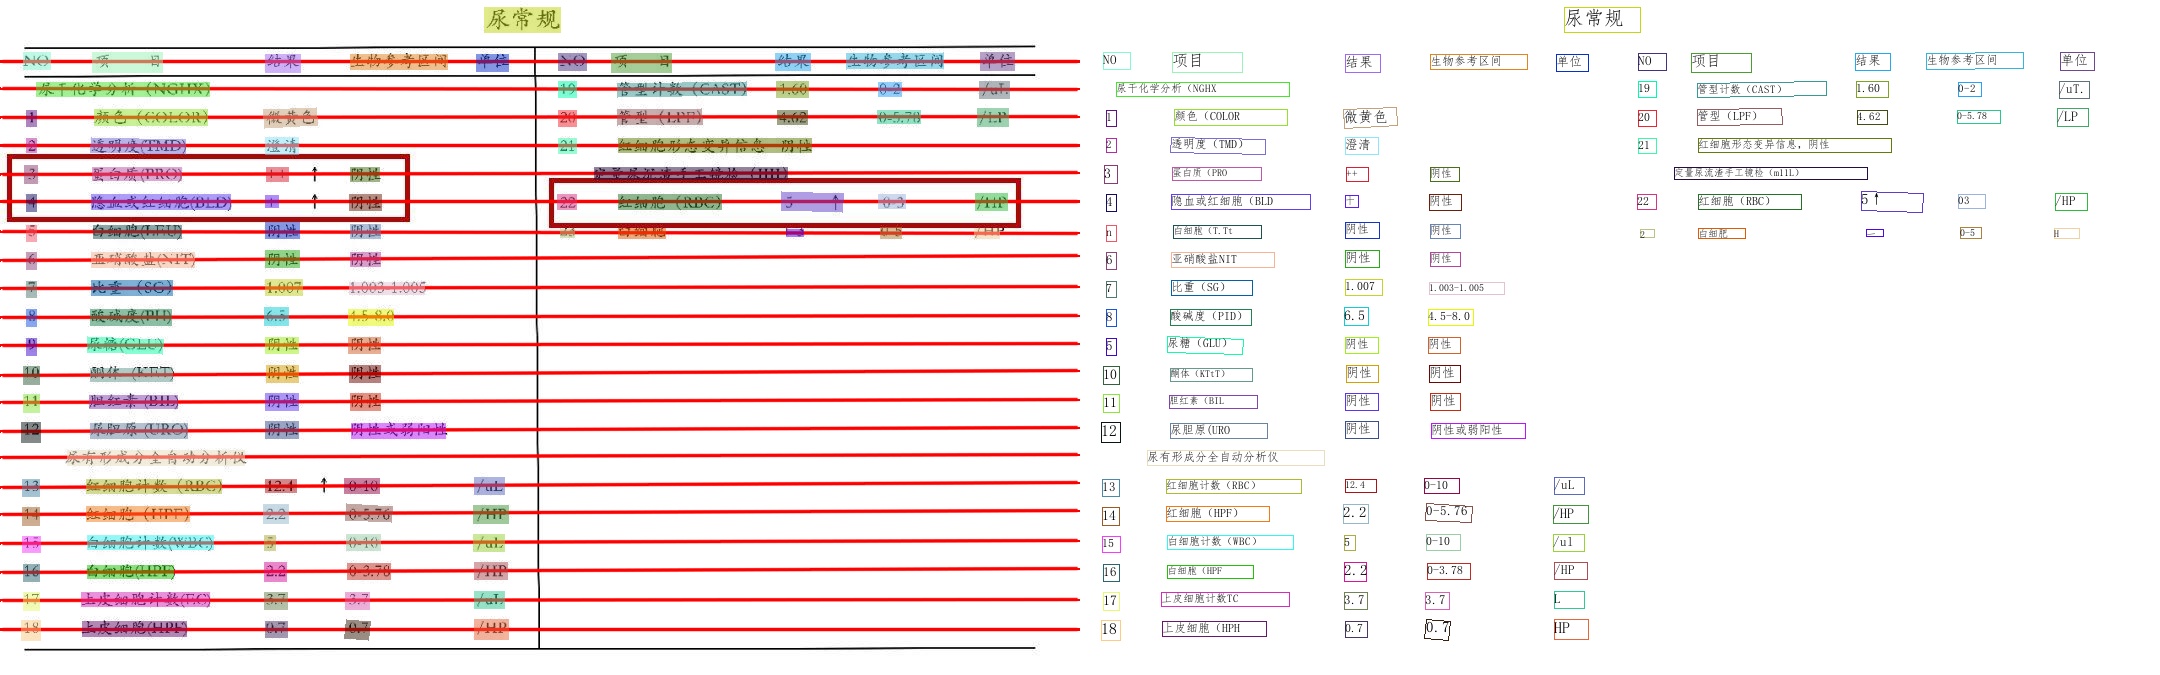 尿常规
NO 项 目 结果 生物参考区间 单位 NO 项 目 结果 生物参考区间 单位
尿干化学分析（NGHX） 19 管型计数（CAST） 1.60 0-2 /uL
1 颜色（COLOR） 微黄色 20 管型（LPF） 4.62 0-5.78 /LP
2 透明度(TMD) 澄清 21 红细胞形态变异信息 阴性
3 蛋白质(PRO) ++ ↑ 阴性
4 隐血或红细胞(BLD) + ↑ 阴性 22 红细胞（RBC） 5 ↑ 0-3 /HP
5 白细胞(LEU) 阴性 阴性 白细胞 0-5 /HP
6 亚硝酸盐(NIT) 阴性 阴性
7 比重（SG） 1.007 1.003-1.005
8 酸碱度(PH) 6.5 4.5-8.0
9 尿糖(GLU) 阴性 阴性
10 酮体（KET) 阴性 阴性
11 胆红素(BIL) 阴性 阴性
12 尿胆原(URO) 阴性 阴性或弱阳性
尿有形成分全自动分析仪
13 红细胞计数（RBC） 12.4 ↑ 0-10 /uL
14 红细胞（HPF） 2.2 0-5.76 /HP
15 白细胞计数(WBC) 5 0-10 /uL
16 白细胞(HPF) 2.2 0-3.78 /HP
17 上皮细胞计数(EC) 3.7 3.7 /uL
18 上皮细胞(HPF) 0.7 0.7 /HP
尿常规
NO 项目 结果 生物参考区间 单位 NO 项目 结果 生物参考区间 单位
尿干化学分析（NGHX 19 管型计数（CAST） 1.60 0-2 /uT.
1 颜色（COLOR 微黄色 20 管型（LPF） 4.62 0-5.78 /LP
2 透明度（TMD） 澄清 21 红细胞形态变异信息，阴性
3 蛋白质（PRO ++ 阴性 定量尿流渣手工镜检（m11L）
4 隐血或红细胞（BLD 十 阴性 22 红细胞（RBC） 5↑ 03 /HP
n 白细胞（T.Tt 阴性 阴性 2 白细肥 0-5 H
6 亚硝酸盐NIT 阴性 阴性
7 比重（SG） 1.007 1.003-1.005
8 酸碱度（PID） 6.5 4.5-8.0
5 尿糖（GLU） 阴性 阴性
10 酮体（KTtT） 阴性 阴性
11 胆红素（BIL 阴性 阴性
12 尿胆原(URO 阴性 阴性或弱阳性
尿有形成分全自动分析仪
13 红细胞计数（RBC） 12.4 0-10 /uL
14 红细胞（HPF） 2.2 0-5.76 /HP
15 白细胞计数（WBC） 5 0-10 /ul
16 白细胞（HPF 2.2 0-3.78 /HP
17 上皮细胞计数TC 3.7 3.7 L
18 上皮细胞（HPH 0.7 0.7 HP